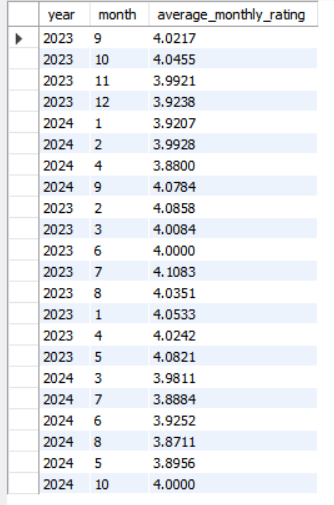 year month average_monthly_rating
2023 9 4.0217
2023 10 4.0455
2023 11 3.9921
2023 12 3.9238
2024 1 3.9207
2024 2 3.9928
2024 4 3.8800
2024 9 4.0784
2023 2 4.0858
2023 3 4.0084
2023 6 4.0000
2023 7 4.1083
2023 8 4.0351
2023 1 4.0533
2023 4 4.0242
2023 5 4.0821
2024 3 3.9811
2024 7 3.8884
2024 6 3.9252
2024 8 3.8711
2024 5 3.8956
2024 10 4.0000